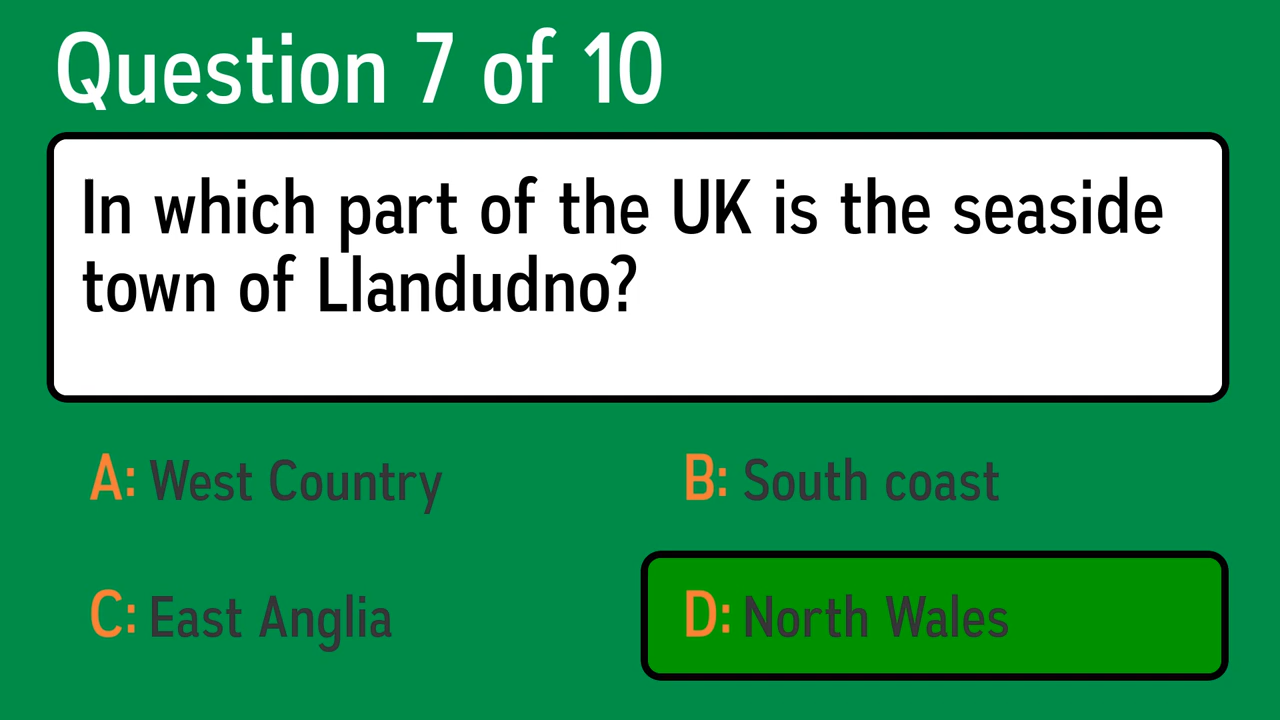 Question 7 of 10
In which part of the UK is the seaside
town of Llandudno?
A: West Country
B: South coast
C: East Anglia
D: North Wales